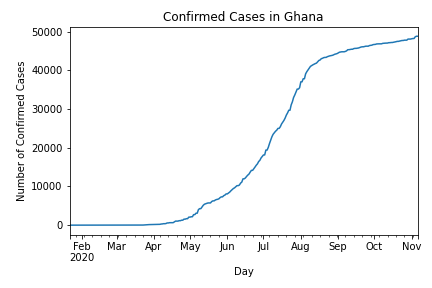 Confirmed Cases in Ghana
Number of Confirmed Cases
50000
40000
30000
20000
10000
0
Feb Mar Apr May Jun Jul Aug Sep Oct Nov
2020
Day